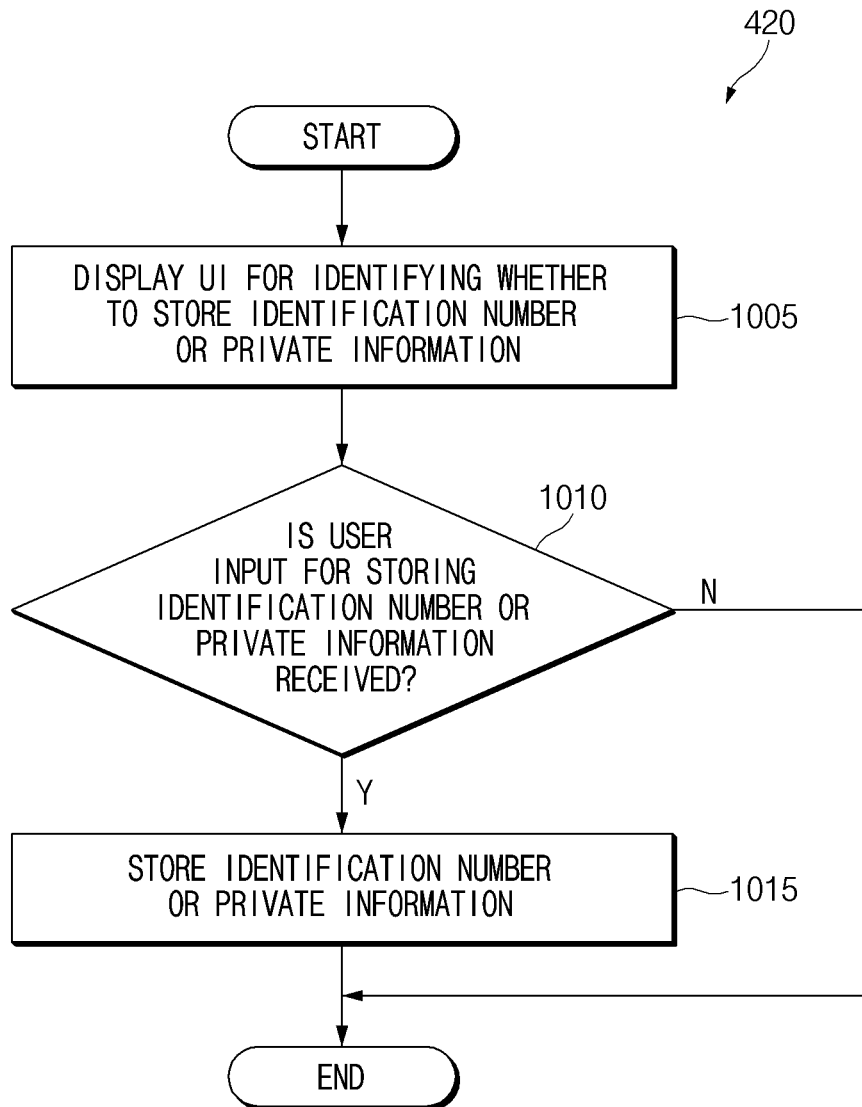 420
START
DISPLAY UI FOR IDENTIFYING WHETHER
TO STORE IDENTIFICATION NUMBER
OR PRIVATE INFORMATION
1005
1010
IS USER
INPUT FOR STORING
IDENTIFICATION NUMBER OR
PRIVATE INFORMATION
RECEIVED?
N
Y
STORE IDENTIFICATION NUMBER
OR PRIVATE INFORMATION
1015
END